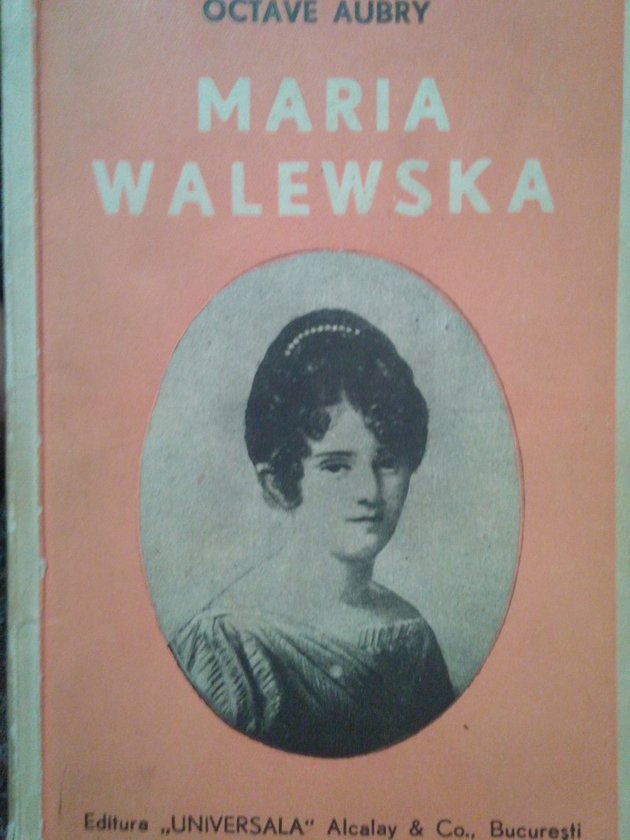 OCTAVE AUBRY
MARIA
WALEWSKA
Editura „UNIVERSALA" Alcalay & Co., Bucureşti